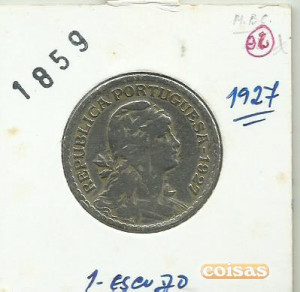 M.B.C.
1859
1927
REPUBLICA PORTUGUESA · 1927
1-escudo
coisas